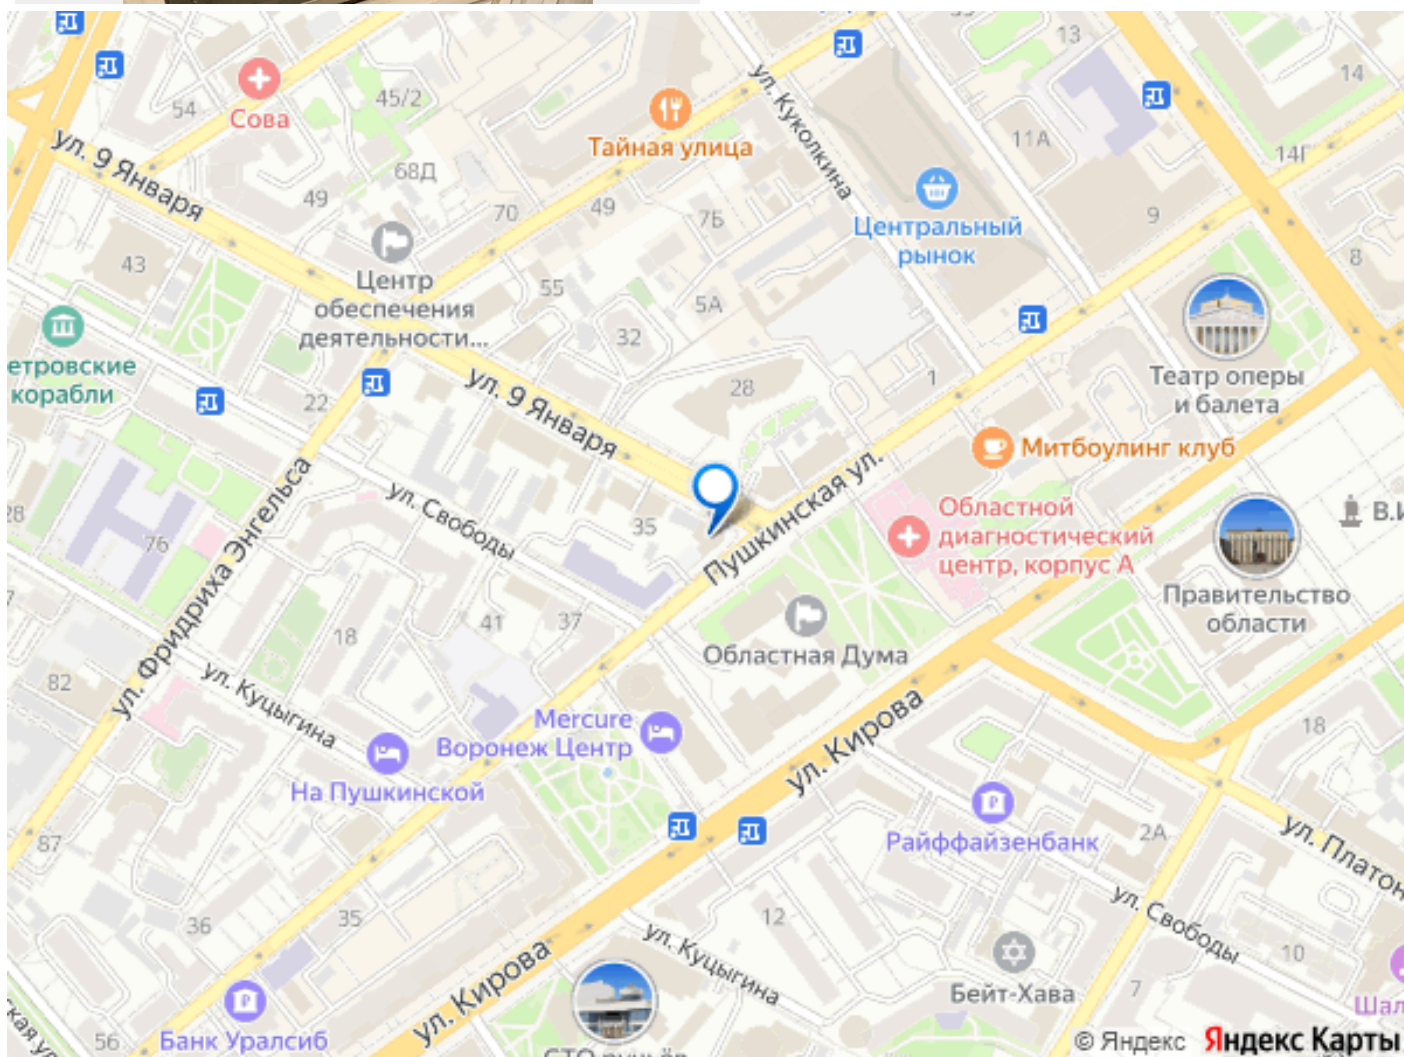 13
14
54
45/2
Сова
ул. Куколкина
Тайная улица
11А
14Г
ул. 9 Января
68Д
49
70
49
7Б
Центральный
рынок
9
8
43
Центр
обеспечения
деятельности...
55
5А
32
етровские
корабли
22
ул. 9 Января
28
1
Театр оперы
и балета
Митбоулинг клуб
ул. Фридриха Энгельса
ул. Свободы
35
Пушкинская ул.
Областной
диагностический
центр, корпус А
В.И
28
76
Правительство
области
18
41
37
Областная Дума
82
ул. Куцыгина
Mercure
Воронеж Центр
ул. Кирова
18
На Пушкинской
Райффайзенбанк
2А
ул. Платон
87
36
35
12
ул. Куцыгина
ул. Свободы
10
ул. Кирова
Бейт-Хава
7
Шал
кая ул
56
Банк Уралсиб
© Яндекс Яндекс Карты